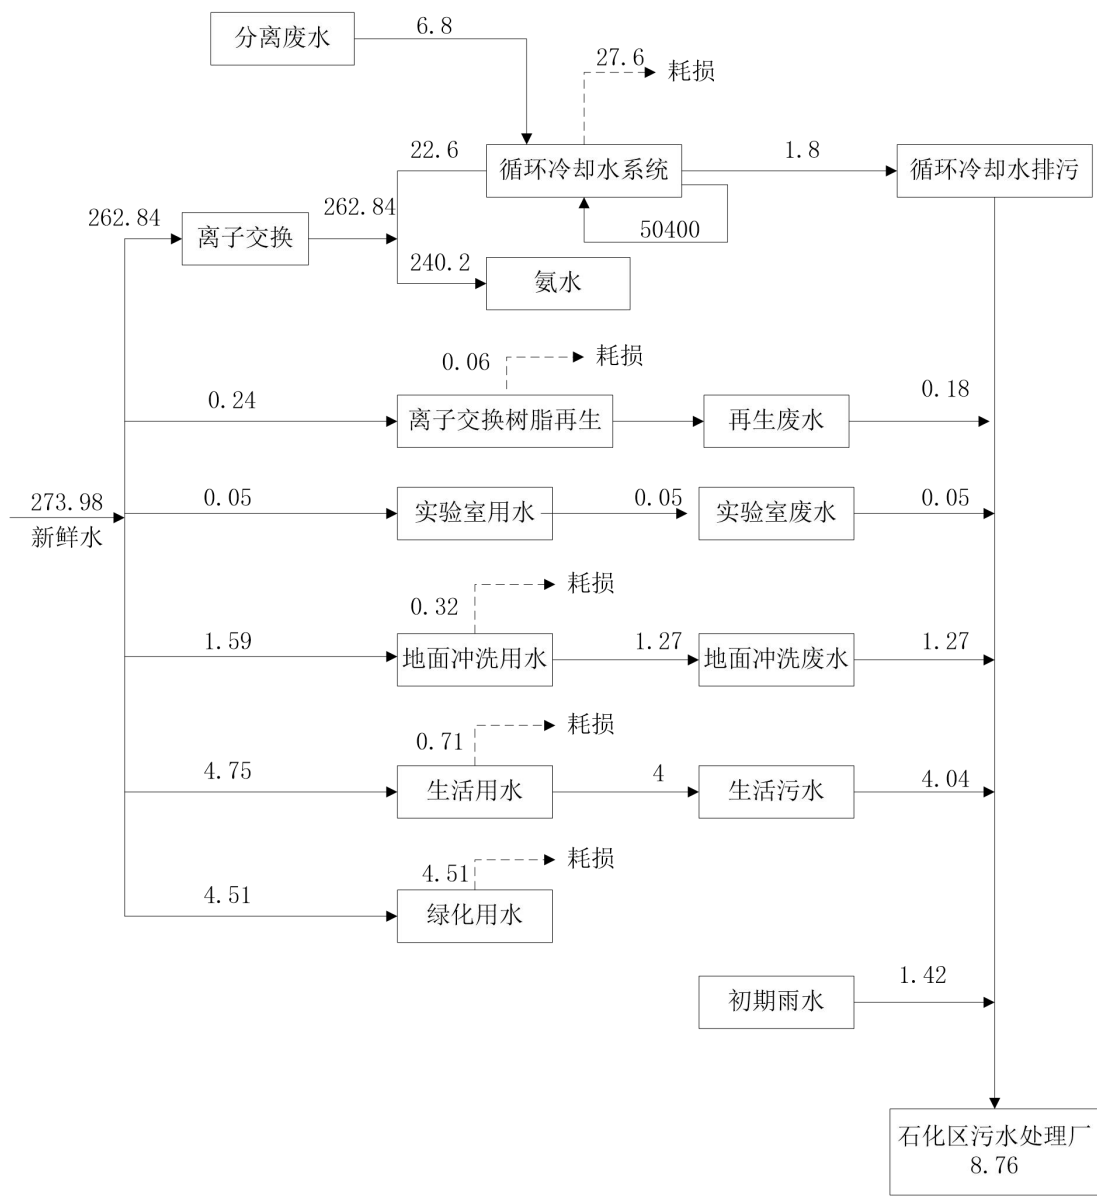 分离废水
6.8
27.6
耗损
22.6
循环冷却水系统
1.8
循环冷却水排污
262.84
离子交换
262.84
50400
240.2
氨水
0.06
耗损
0.24
离子交换树脂再生
再生废水
0.18
273.98
新鲜水
0.05
实验室用水
0.05
实验室废水
0.05
耗损
0.32
1.59
地面冲洗用水
1.27
地面冲洗废水
1.27
耗损
0.71
4.75
生活用水
4
生活污水
4.04
耗损
4.51
4.51
绿化用水
初期雨水
1.42
石化区污水处理厂
8.76